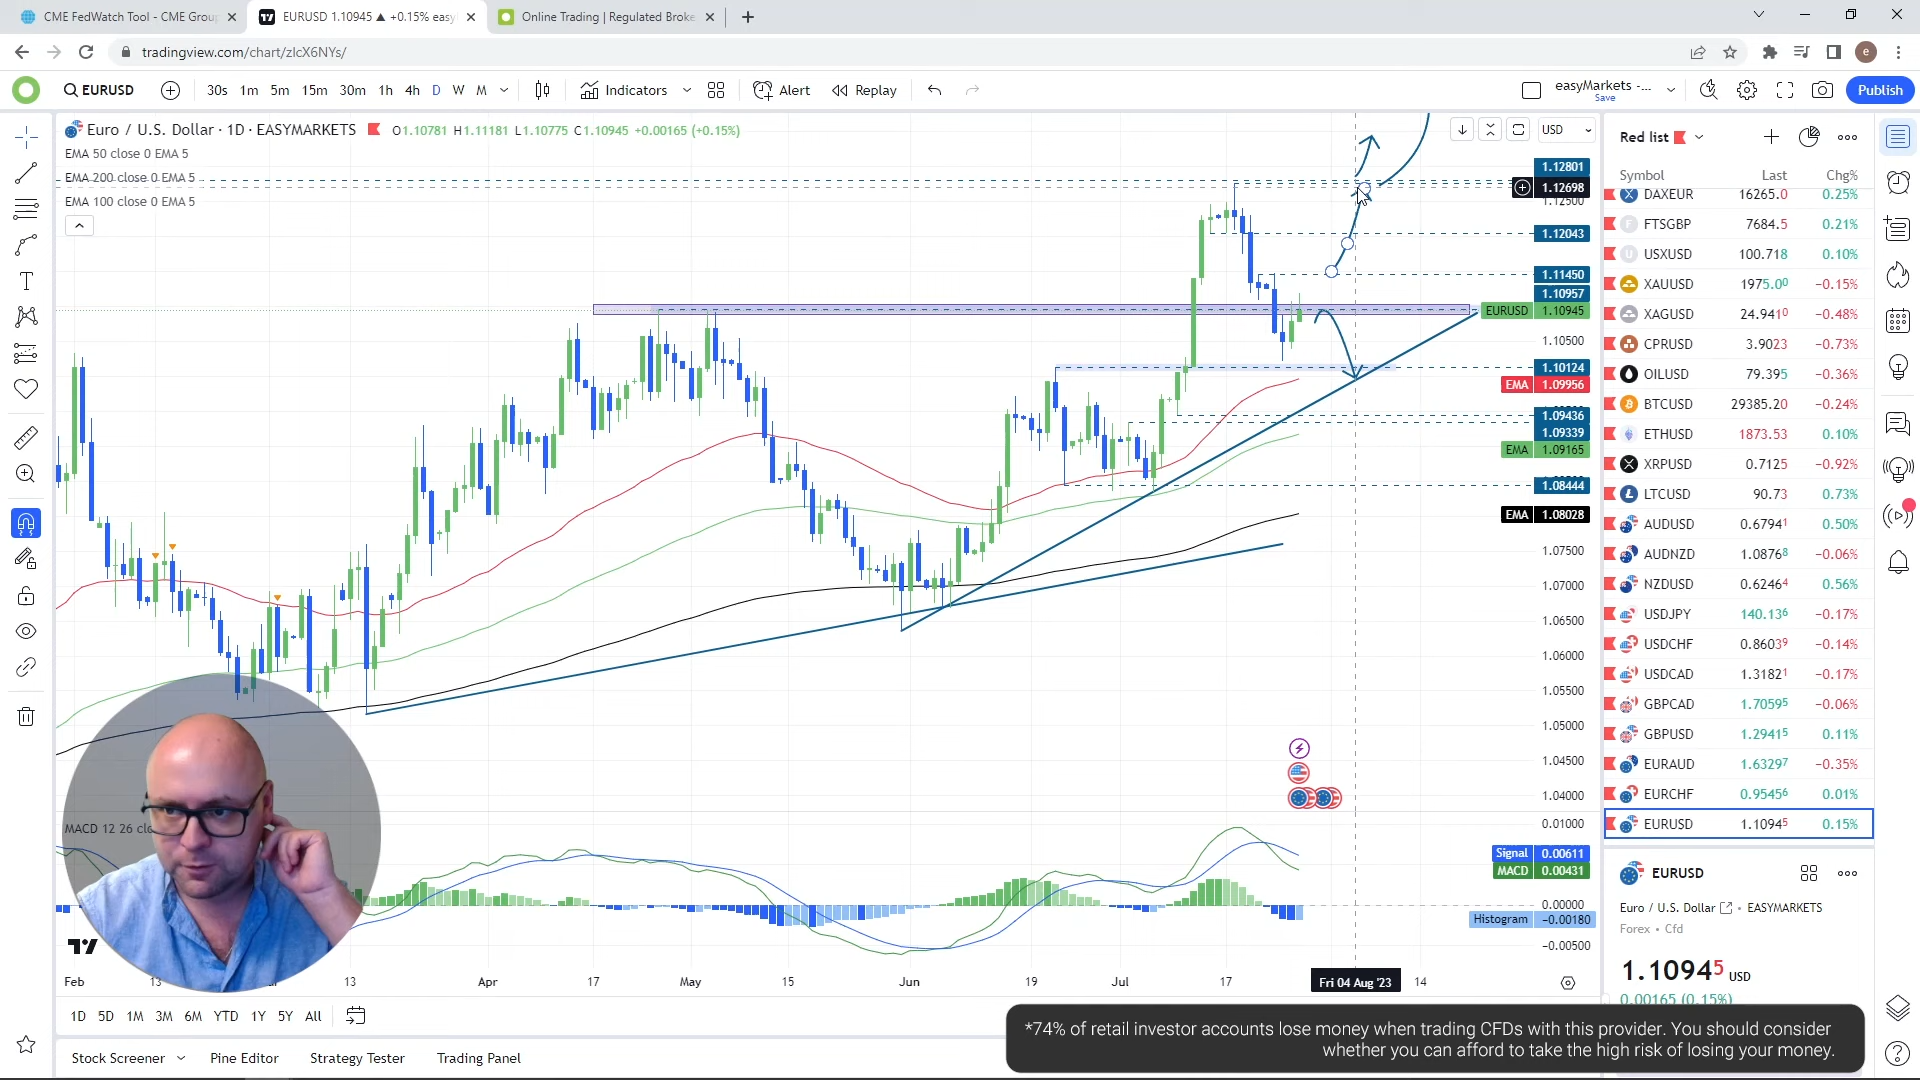 CME FedWatch Tool - CME Group
EURUSD 1.10945 ▲ +0.15% easy
Online Trading | Regulated Broke
tradingview.com/chart/zlcX6NYs/
e
EURUSD
30s 1m 5m 15m 30m 1h 4h D W M
Indicators
Alert
Replay
easyMarkets -...
Save
Publish
Euro / U.S. Dollar · 1D · EASYMARKETS
O1.10781 H1.11181 L1.10775 C1.10945 +0.00165 (+0.15%)
EMA 50 close 0 EMA 5
EMA 200 close 0 EMA 5
EMA 100 close 0 EMA 5
USD
1.12801
1.12698
1.12500
1.12043
1.11450
1.10957
EURUSD 1.10945
1.10500
1.10124
EMA 1.09956
1.09436
1.09339
EMA 1.09165
1.08444
EMA 1.08028
1.07500
1.07000
1.06500
1.06000
1.05500
1.05000
1.04500
1.04000
MACD 12 26 clo
0.01000
Signal 0.00611
MACD 0.00431
0.00000
Histogram −0.00180
−0.00500
Feb 13 13 Apr 17 May 15 Jun 19 Jul 17 Fri 04 Aug '23 14
1D 5D 1M 3M 6M YTD 1Y 5Y All
Stock Screener
Pine Editor
Strategy Tester
Trading Panel
Red list
Symbol Last Chg%
DAXEUR 16265.0 0.25%
FTSGBP 7684.5 0.21%
USXUSD 100.718 0.10%
XAUUSD 1975.00 −0.15%
XAGUSD 24.9410 −0.48%
CPRUSD 3.9023 −0.73%
OILUSD 79.395 −0.36%
BTCUSD 29385.20 −0.24%
ETHUSD 1873.53 0.10%
XRPUSD 0.7125 −0.92%
LTCUSD 90.73 0.73%
AUDUSD 0.67941 0.50%
AUDNZD 1.08768 −0.06%
NZDUSD 0.62464 0.56%
USDJPY 140.136 −0.17%
USDCHF 0.86039 −0.14%
USDCAD 1.31821 −0.17%
GBPCAD 1.70595 −0.06%
GBPUSD 1.29415 0.11%
EURAUD 1.63297 −0.35%
EURCHF 0.95456 0.01%
EURUSD 1.10945 0.15%
EURUSD
Euro / U.S. Dollar • EASYMARKETS
Forex • Cfd
1.10945 USD
0.00165 (0.15%)
*74% of retail investor accounts lose money when trading CFDs with this provider. You should consider
whether you can afford to take the high risk of losing your money.